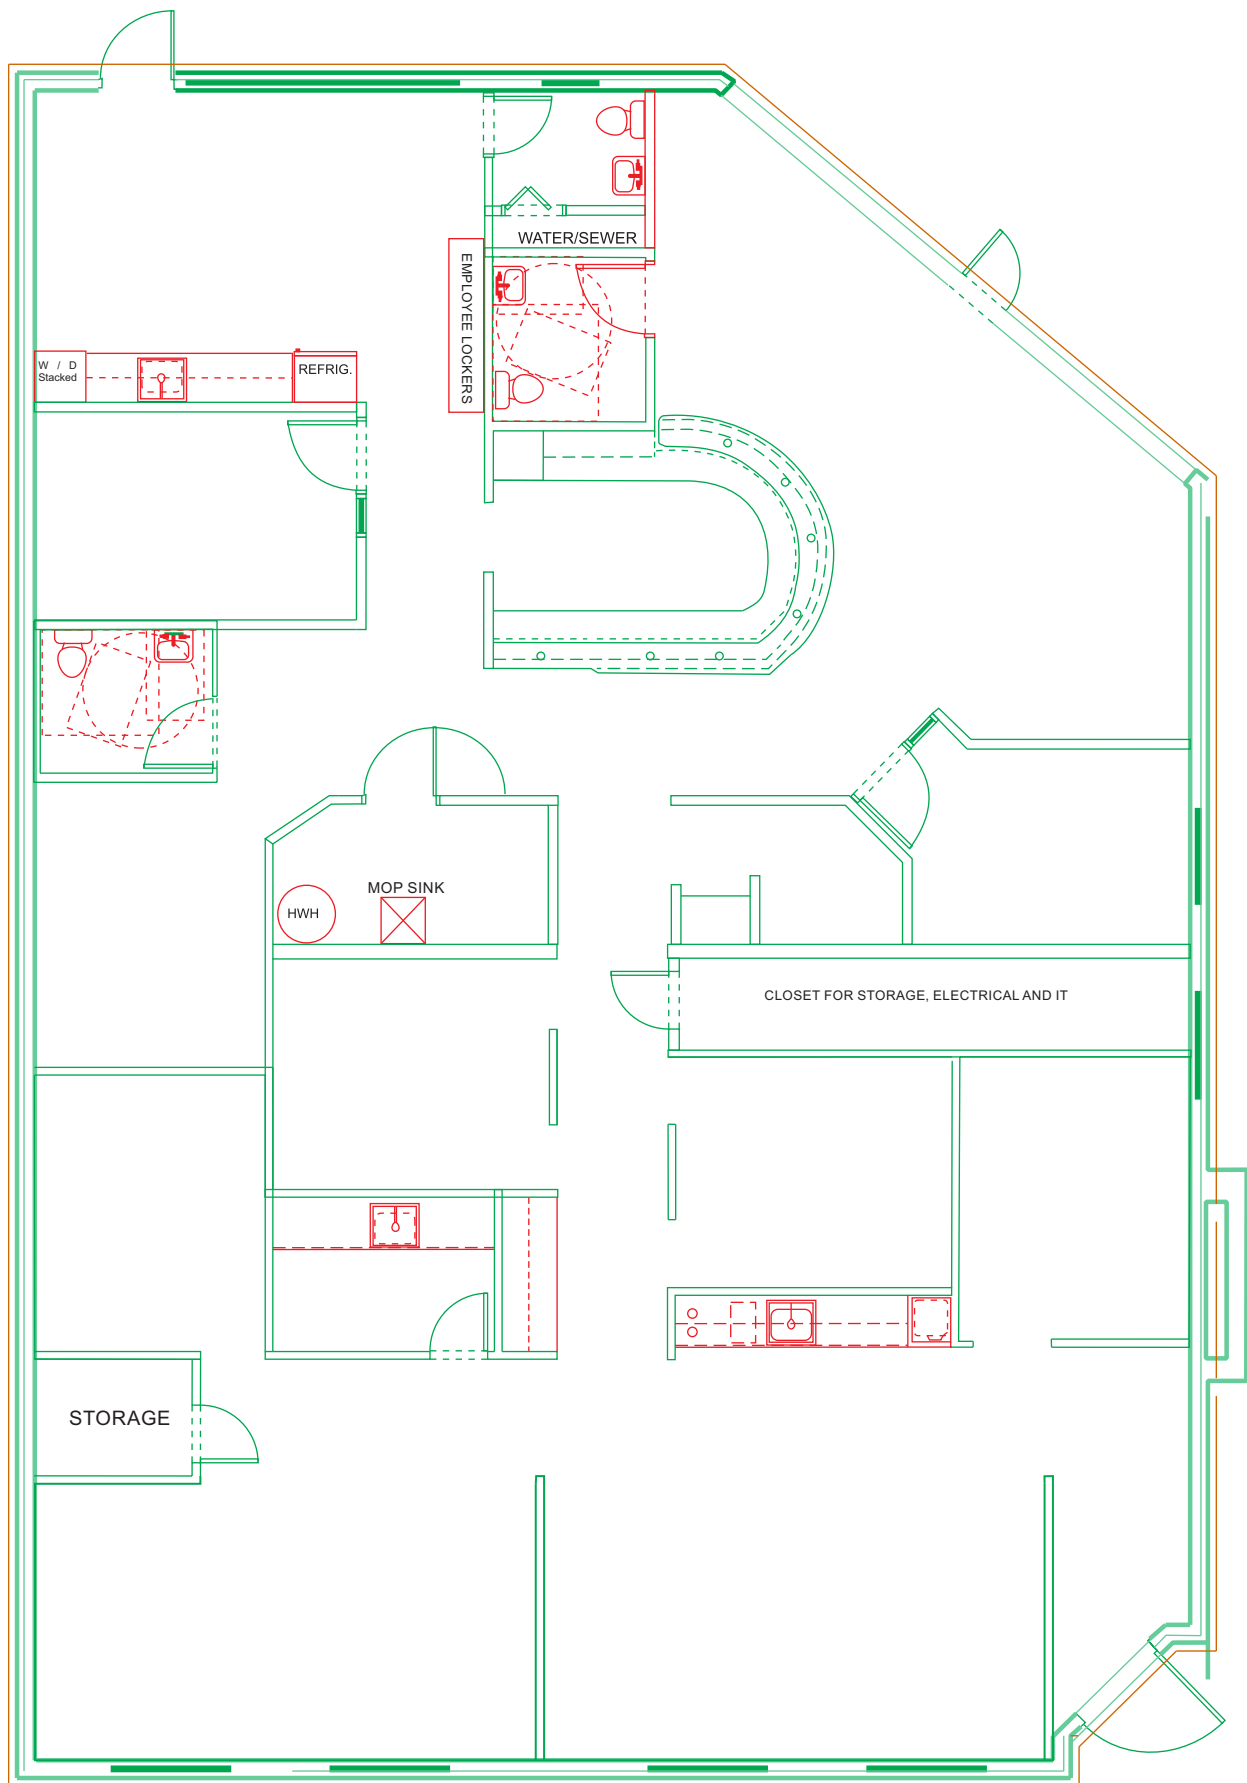 WATER/SEWER
EMPLOYEE LOCKERS
W / D
Stacked
REFRIG.
MOP SINK
HWH
CLOSET FOR STORAGE, ELECTRICAL AND IT
STORAGE